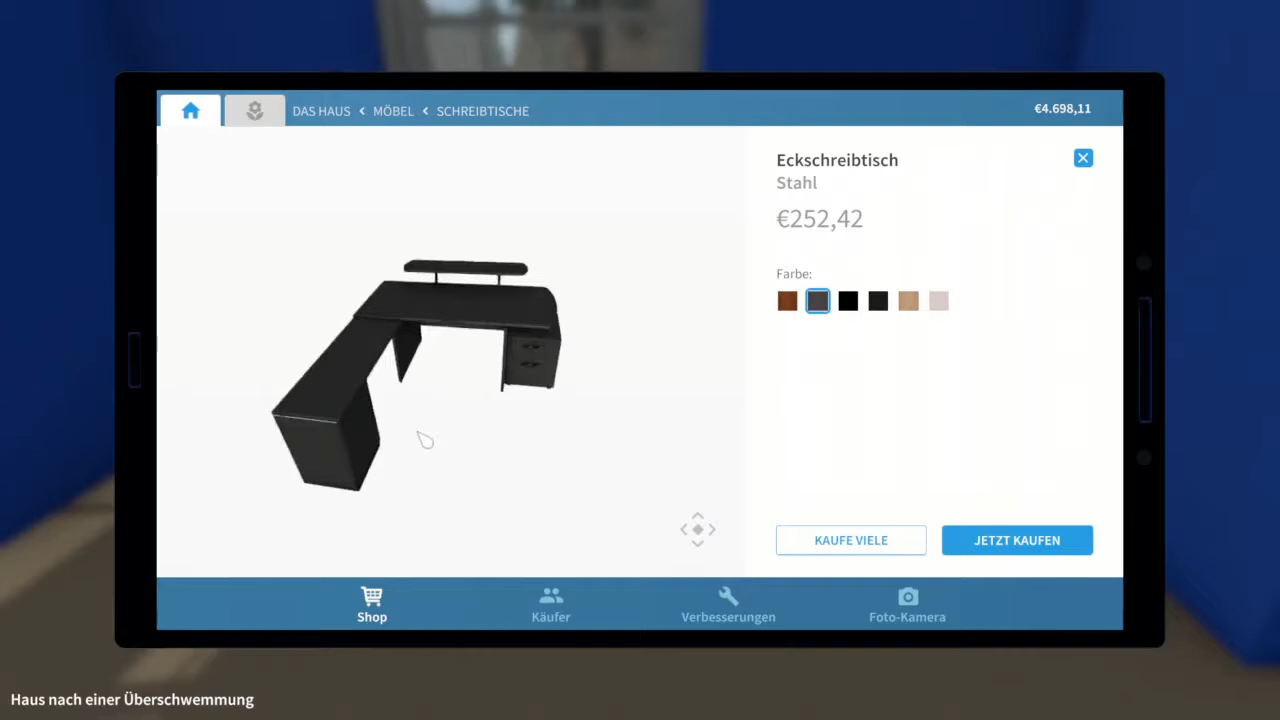 DAS HAUS < MÖBEL < SCHREIBTISCHE
€4.698,11
Eckschreibtisch
Stahl
€252,42
Farbe:
KAUFE VIELE
JETZT KAUFEN
Shop
Käufer
Verbesserungen
Foto-Kamera
Haus nach einer Überschwemmung